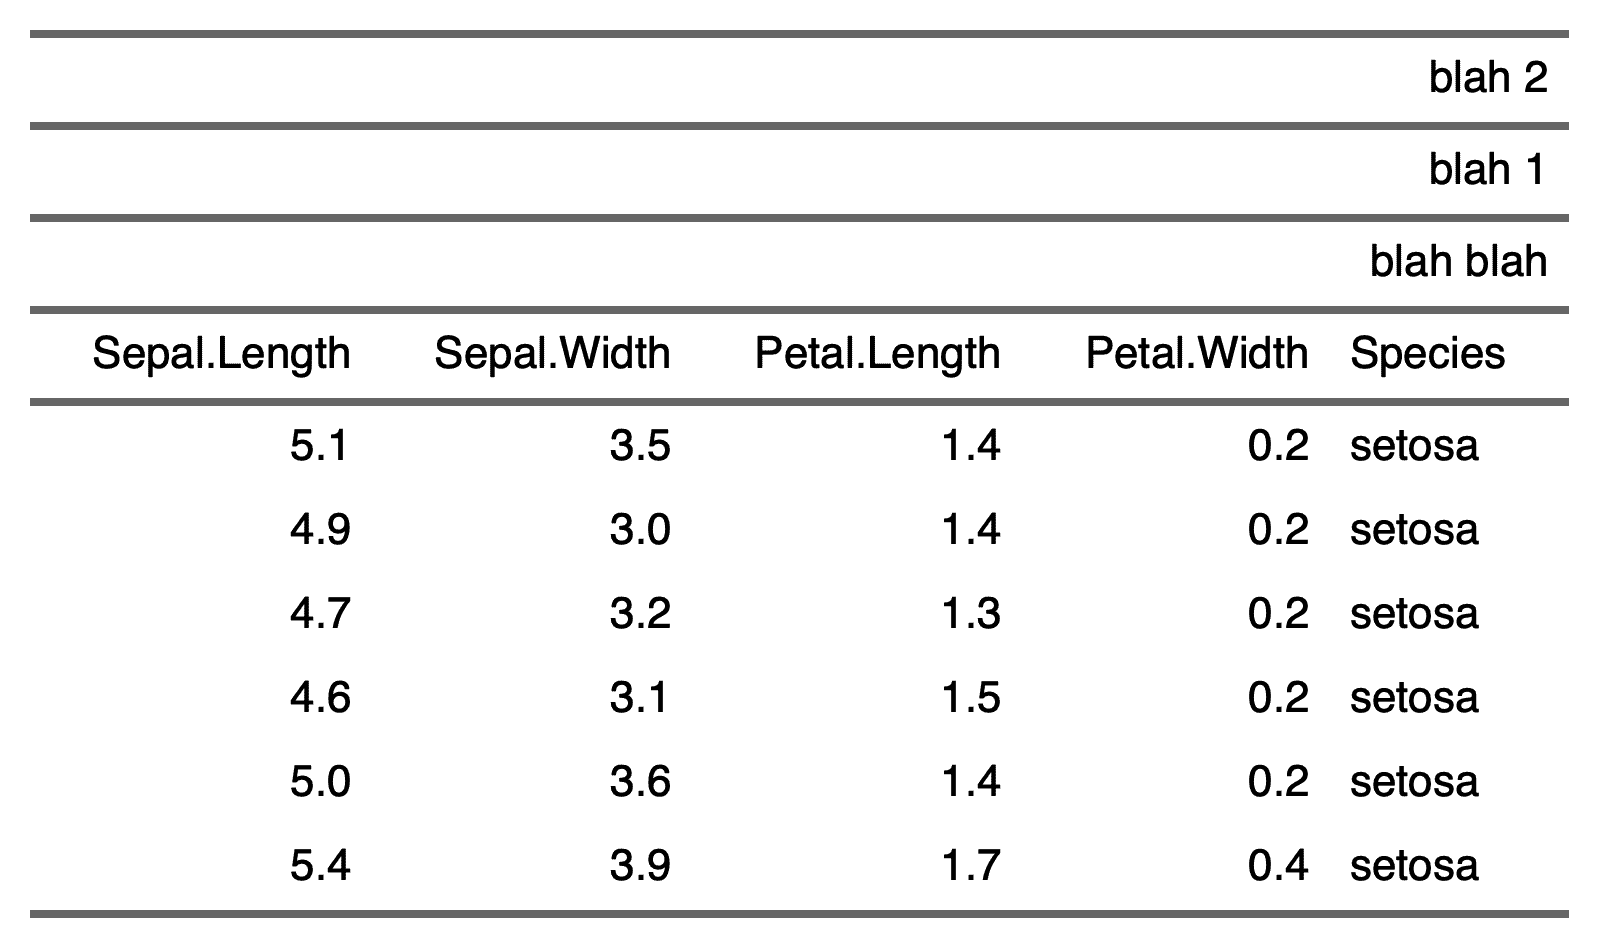 blah 2
blah 1
blah blah
Sepal.Length Sepal.Width Petal.Length Petal.Width Species
5.1 3.5 1.4 0.2 setosa
4.9 3.0 1.4 0.2 setosa
4.7 3.2 1.3 0.2 setosa
4.6 3.1 1.5 0.2 setosa
5.0 3.6 1.4 0.2 setosa
5.4 3.9 1.7 0.4 setosa